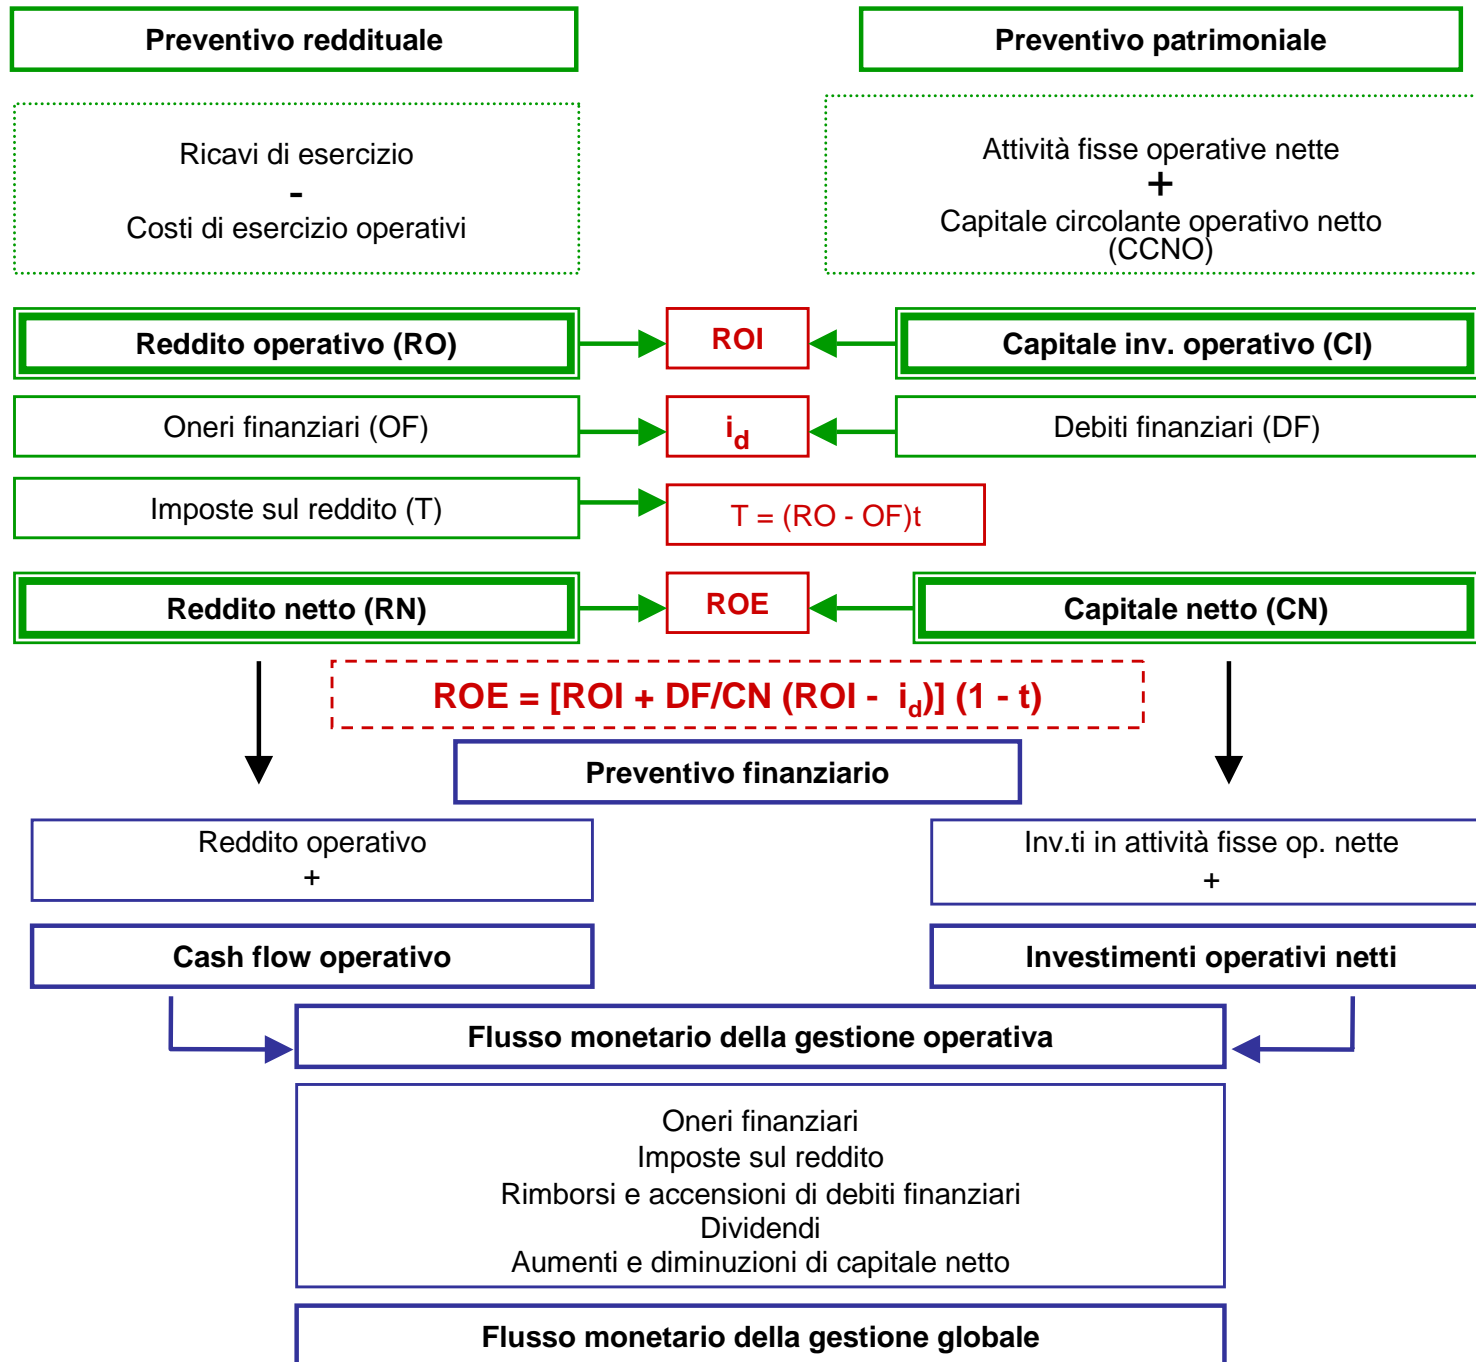 Preventivo reddituale
Preventivo patrimoniale
Ricavi di esercizio
-
Costi di esercizio operativi
Attività fisse operative nette
+
Capitale circolante operativo netto
(CCNO)
Reddito operativo (RO)
ROI
Capitale inv. operativo (CI)
Oneri finanziari (OF)
i_d
Debiti finanziari (DF)
Imposte sul reddito (T)
T = (RO - OF)t
Reddito netto (RN)
ROE
Capitale netto (CN)
ROE = [ROI + DF/CN (ROI - i_d)] (1 - t)
Preventivo finanziario
Reddito operativo
+
Inv.ti in attività fisse op. nette
+
Cash flow operativo
Investimenti operativi netti
Flusso monetario della gestione operativa
Oneri finanziari
Imposte sul reddito
Rimborsi e accensioni di debiti finanziari
Dividendi
Aumenti e diminuzioni di capitale netto
Flusso monetario della gestione globale